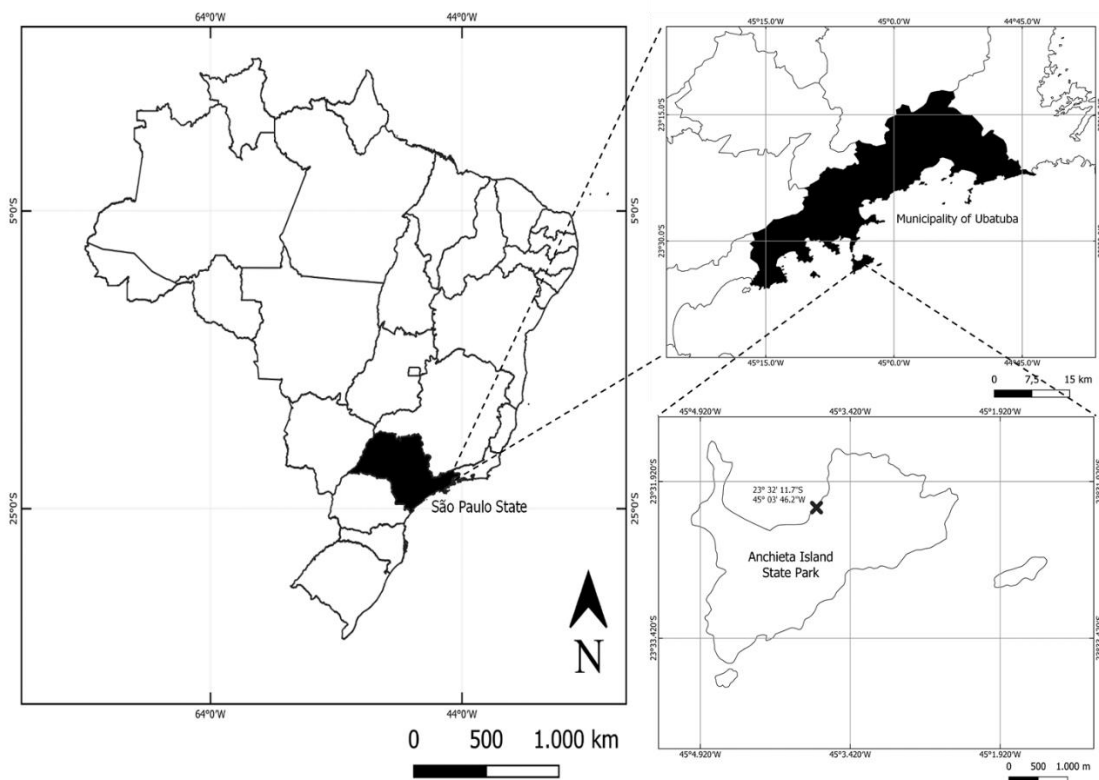 64°0'W 44°0'W
5°0'S 5°0'S
25°0'S 25°0'S
São Paulo State
N
64°0'W 44°0'W
0 500 1.000 km
45°15.0'W 45°0.0'W 44°45.0'W
23°15.0'S
23°30.0'S
Municipality of Ubatuba
45°15.0'W 45°0.0'W 44°45.0'W
0 7,5 15 km
45°4.920'W 45°3.420'W 45°1.920'W
23°31.920'S
23° 32' 11.7"S
45° 03' 46.2"W
Anchieta Island
State Park
23°33.420'S
45°4.920'W 45°3.420'W 45°1.920'W
0 500 1.000 m